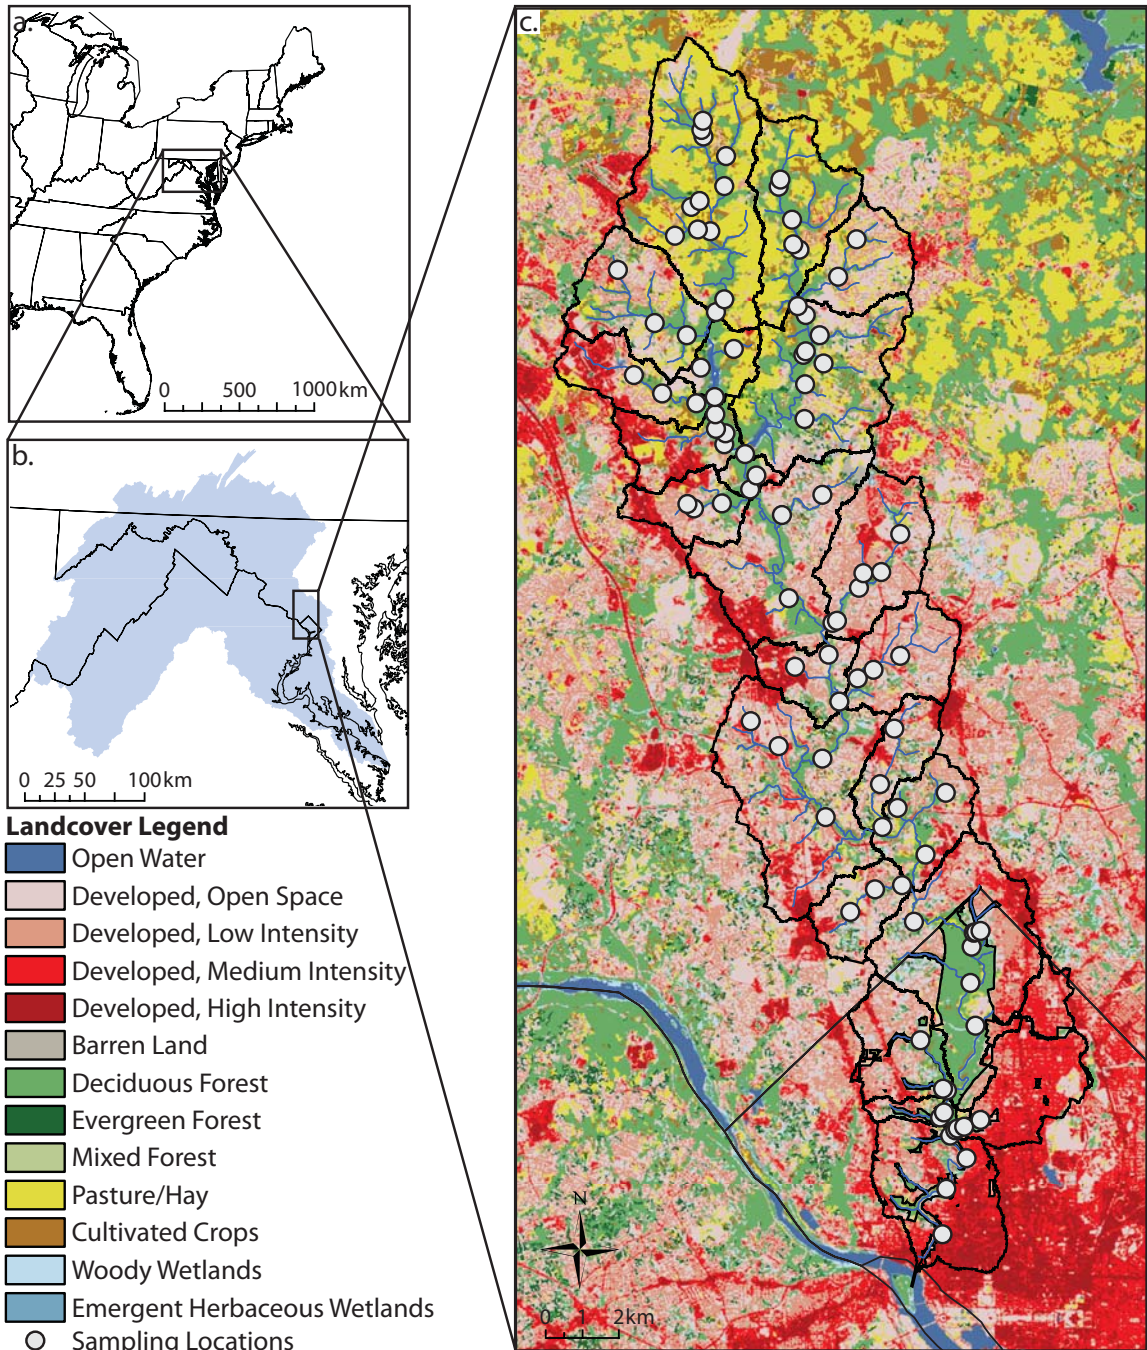 a.
0 500 1000km
b.
0 25 50 100km
Landcover Legend
Open Water
Developed, Open Space
Developed, Low Intensity
Developed, Medium Intensity
Developed, High Intensity
Barren Land
Deciduous Forest
Evergreen Forest
Mixed Forest
Pasture/Hay
Cultivated Crops
Woody Wetlands
Emergent Herbaceous Wetlands
Sampling Locations
c.
N
0 1 2km